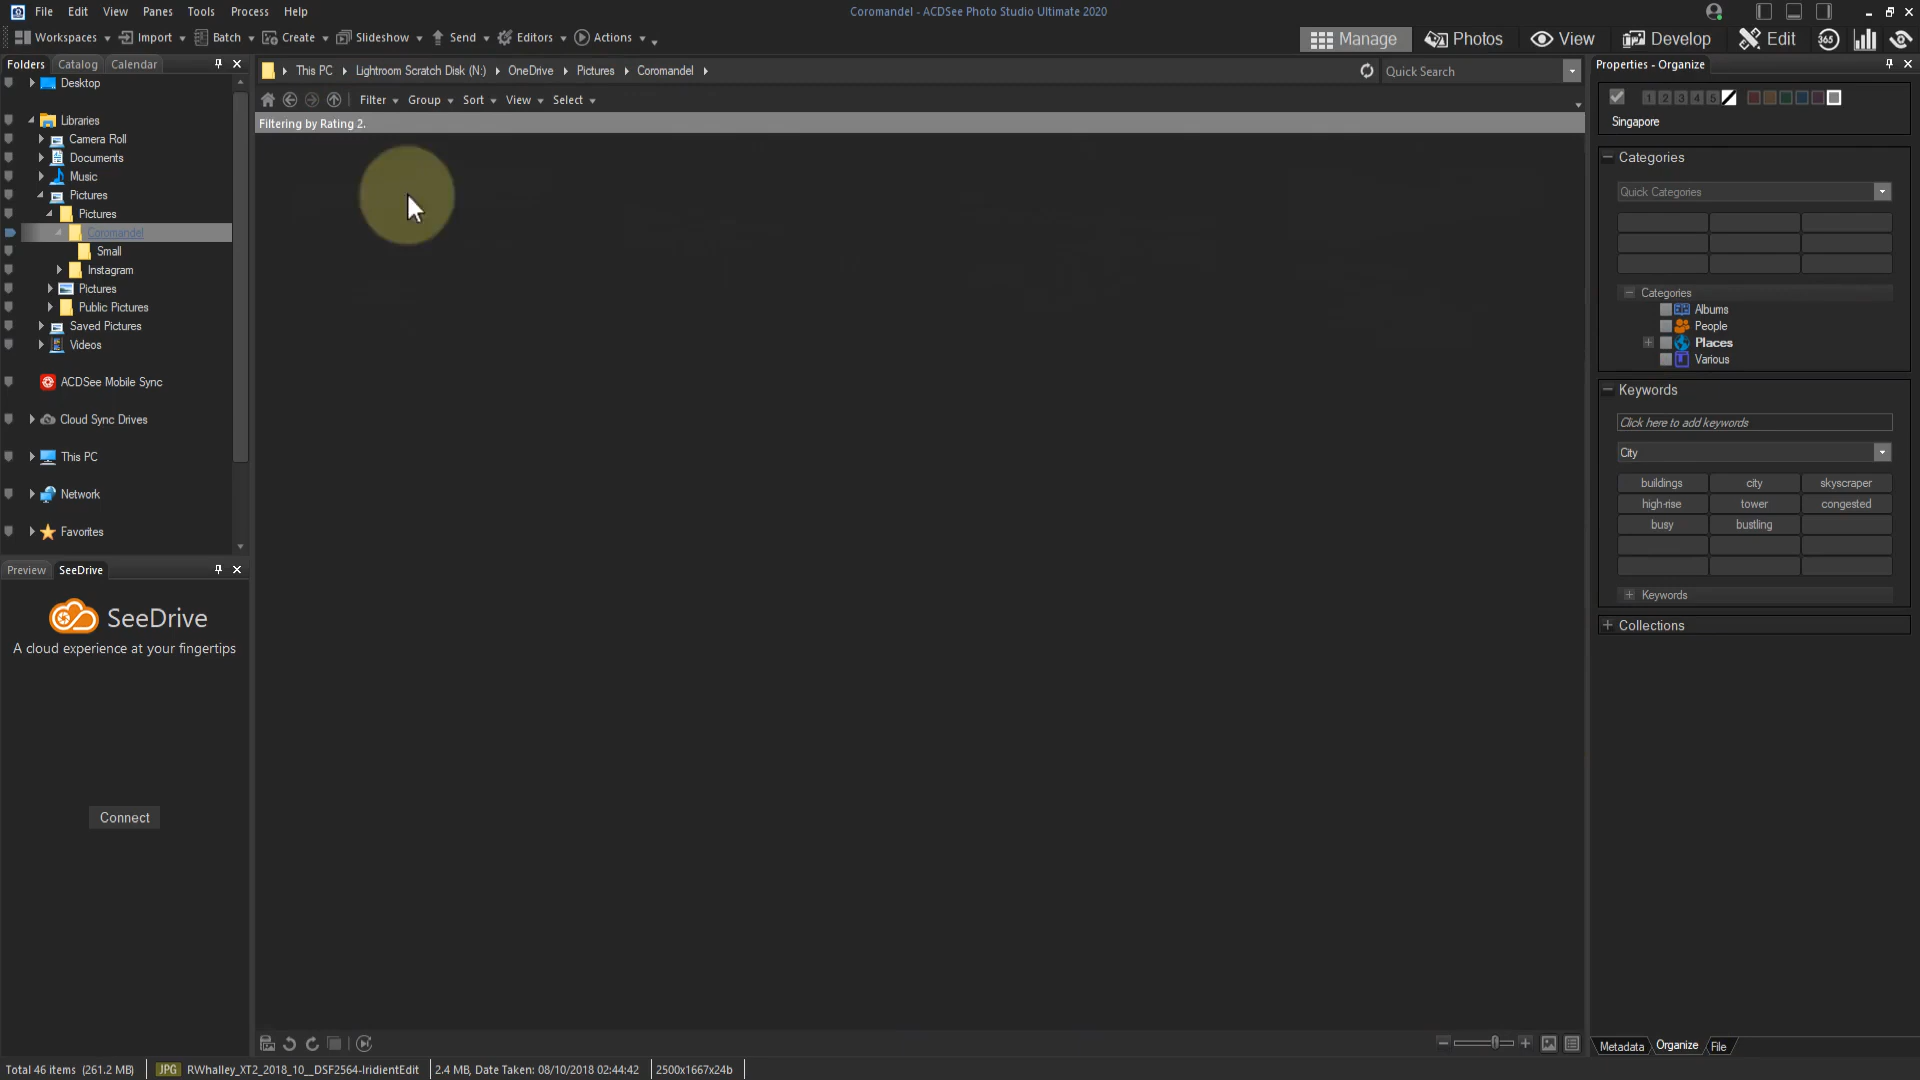 File Edit View Panes Tools Process Help
Coromandel - ACDSee Photo Studio Ultimate 2020
Workspaces Import Batch Create Slideshow Send Editors Actions
Manage Photos View Develop Edit 365
Folders Catalog Calendar
Desktop
Libraries
Camera Roll
Documents
Music
Pictures
Pictures
Coromandel
Small
Instagram
Pictures
Public Pictures
Saved Pictures
Videos
ACDSee Mobile Sync
Cloud Sync Drives
This PC
Network
Favorites
Preview SeeDrive
SeeDrive
A cloud experience at your fingertips
Connect
This PC Lightroom Scratch Disk (N:) OneDrive Pictures Coromandel
Quick Search
Filter Group Sort View Select
Filtering by Rating 2.
Properties - Organize
1 2 3 4 5
Singapore
Categories
Quick Categories
Categories
Albums
People
Places
Various
Keywords
Click here to add keywords
City
buildings city skyscraper
high-rise tower congested
busy bustling
Keywords
Collections
Metadata Organize File
Total 46 items (261.2 MB) JPG RWhalley_XT2_2018_10__DSF2564-IridientEdit 2.4 MB, Date Taken: 08/10/2018 02:44:42 2500x1667x24b